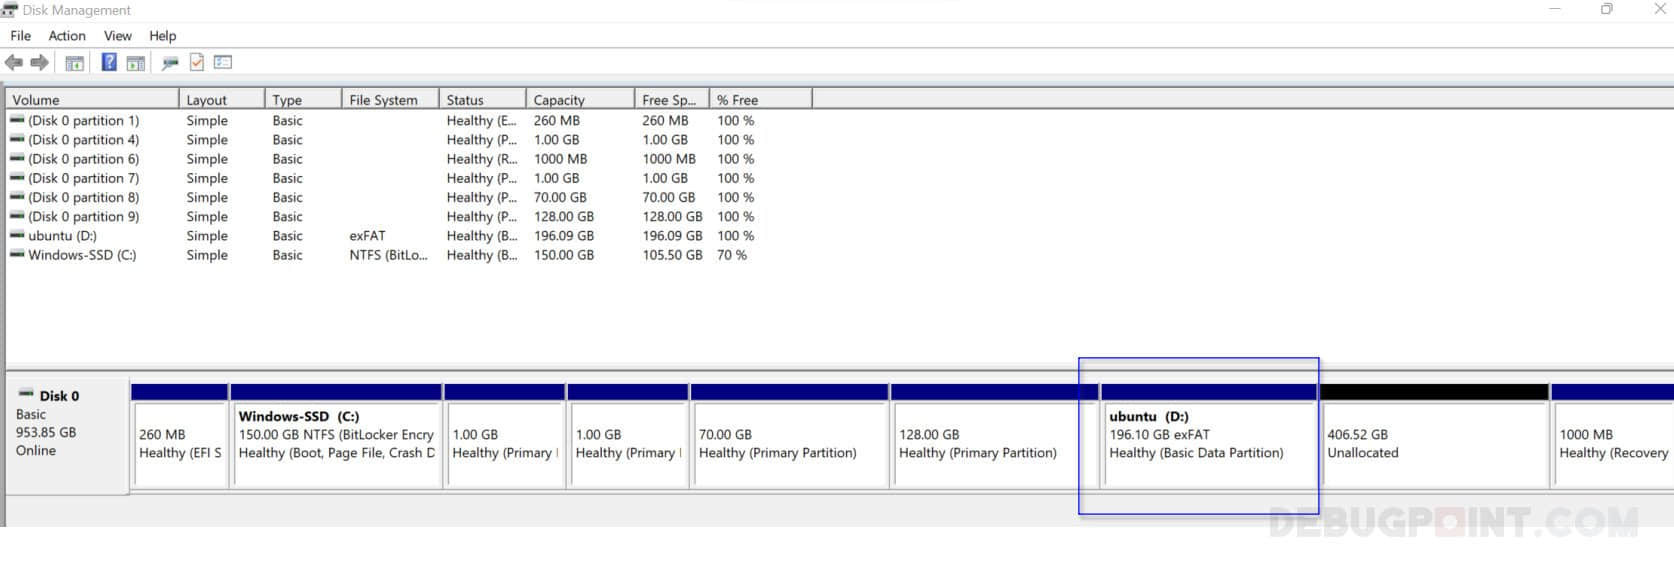 Disk Management
File Action View Help
Volume Layout Type File System Status Capacity Free Sp... % Free
(Disk 0 partition 1) Simple Basic Healthy (E... 260 MB 260 MB 100 %
(Disk 0 partition 4) Simple Basic Healthy (P... 1.00 GB 1.00 GB 100 %
(Disk 0 partition 6) Simple Basic Healthy (R... 1000 MB 1000 MB 100 %
(Disk 0 partition 7) Simple Basic Healthy (P... 1.00 GB 1.00 GB 100 %
(Disk 0 partition 8) Simple Basic Healthy (P... 70.00 GB 70.00 GB 100 %
(Disk 0 partition 9) Simple Basic Healthy (P... 128.00 GB 128.00 GB 100 %
ubuntu (D:) Simple Basic exFAT Healthy (B... 196.09 GB 196.09 GB 100 %
Windows-SSD (C:) Simple Basic NTFS (BitLo... Healthy (B... 150.00 GB 105.50 GB 70 %
Disk 0
Basic
953.85 GB
Online
260 MB
Healthy (EFI S
Windows-SSD (C:)
150.00 GB NTFS (BitLocker Encry
Healthy (Boot, Page File, Crash D
1.00 GB
Healthy (Primary
1.00 GB
Healthy (Primary
70.00 GB
Healthy (Primary Partition)
128.00 GB
Healthy (Primary Partition)
ubuntu (D:)
196.10 GB exFAT
Healthy (Basic Data Partition)
406.52 GB
Unallocated
1000 MB
Healthy (Recovery
DEBUGPOINT.COM